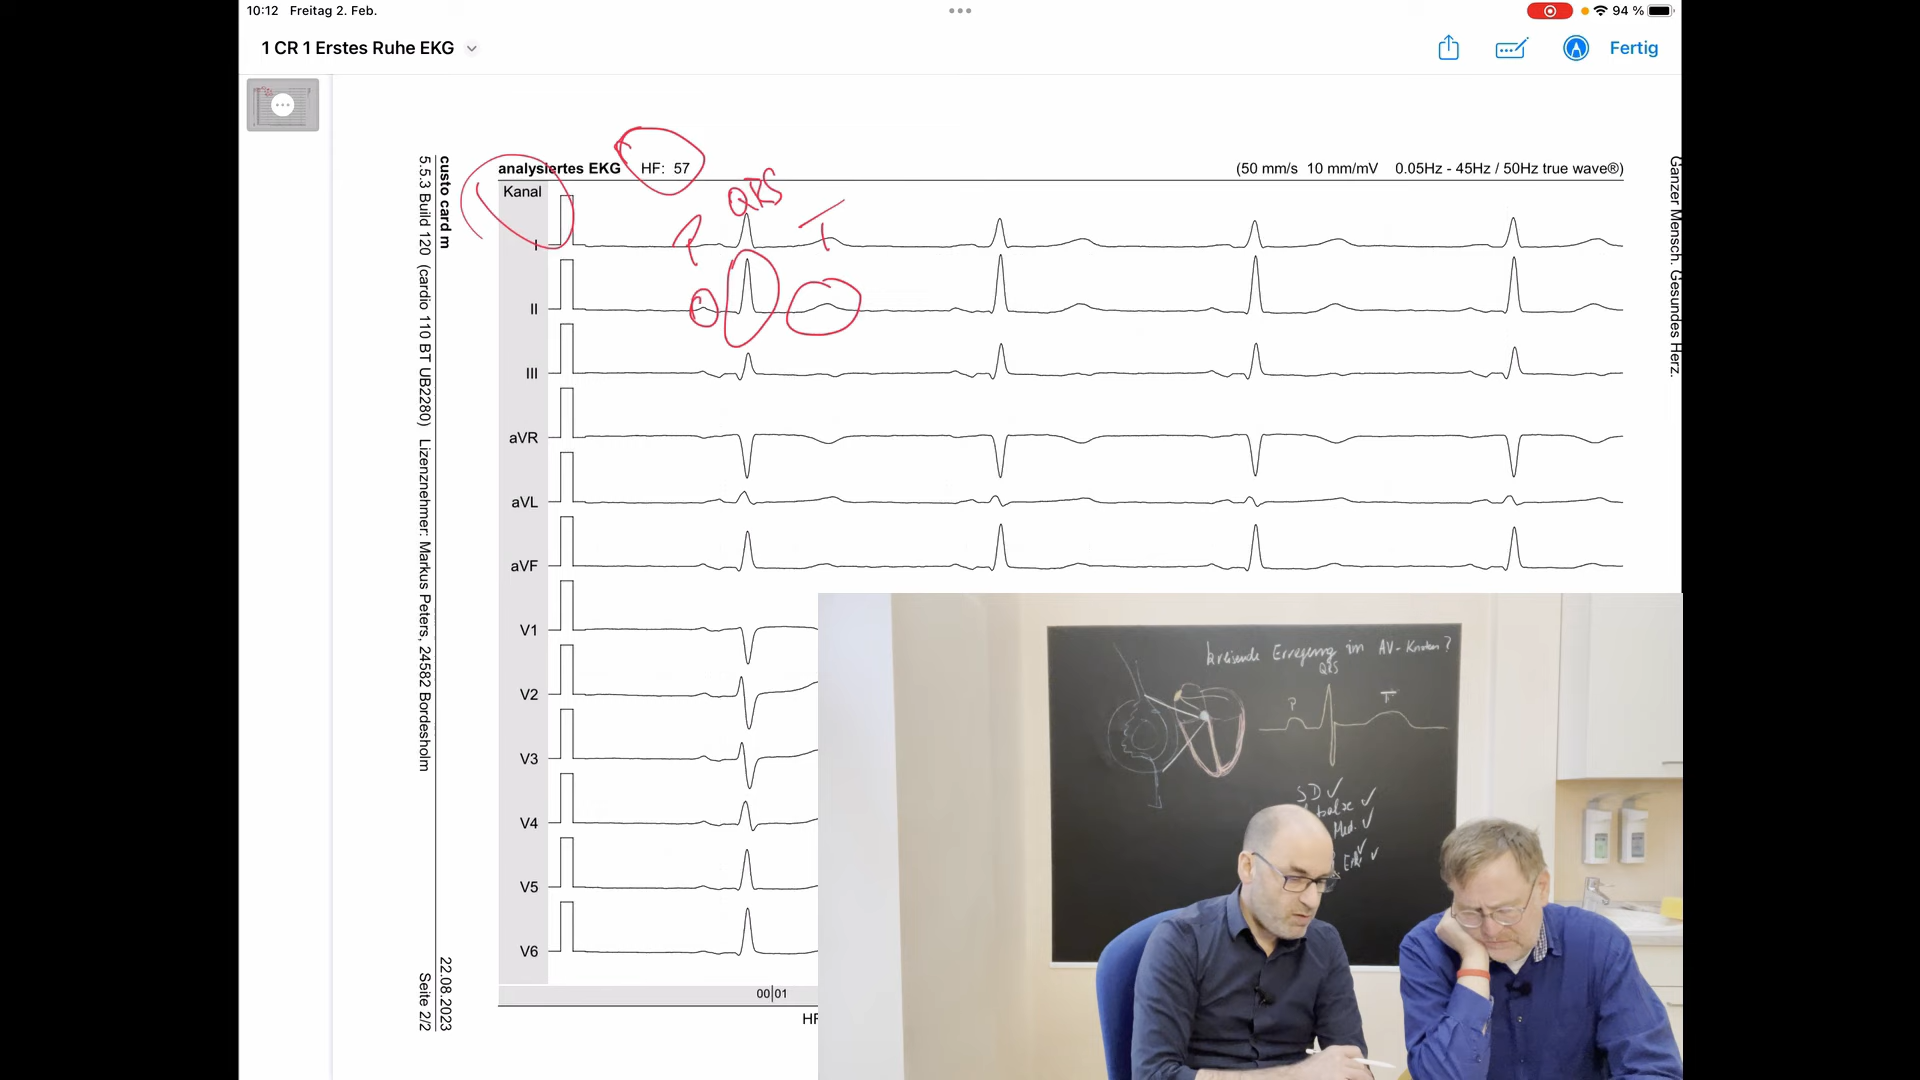 10:12 Freitag 2. Feb.
94 %
1 CR 1 Erstes Ruhe EKG
Fertig
analysiertes EKG HF: 57
(50 mm/s 10 mm/mV 0.05Hz - 45Hz / 50Hz true wave®)
Kanal
P
QRS
T
I
II
III
aVR
aVL
aVF
V1
V2
V3
V4
V5
V6
00|01
HF
custo card m
5.5.3 Build 120 (cardio 110 BT UB2280) Lizenznehmer: Markus Peters, 24582 Bordesholm
22.08.2023
Seite 2/2
Ganzer Mensch. Gesundes Herz.
kreisende Erregung im AV-Knoten?
QRS
P
T
SD ✓
Med. ✓